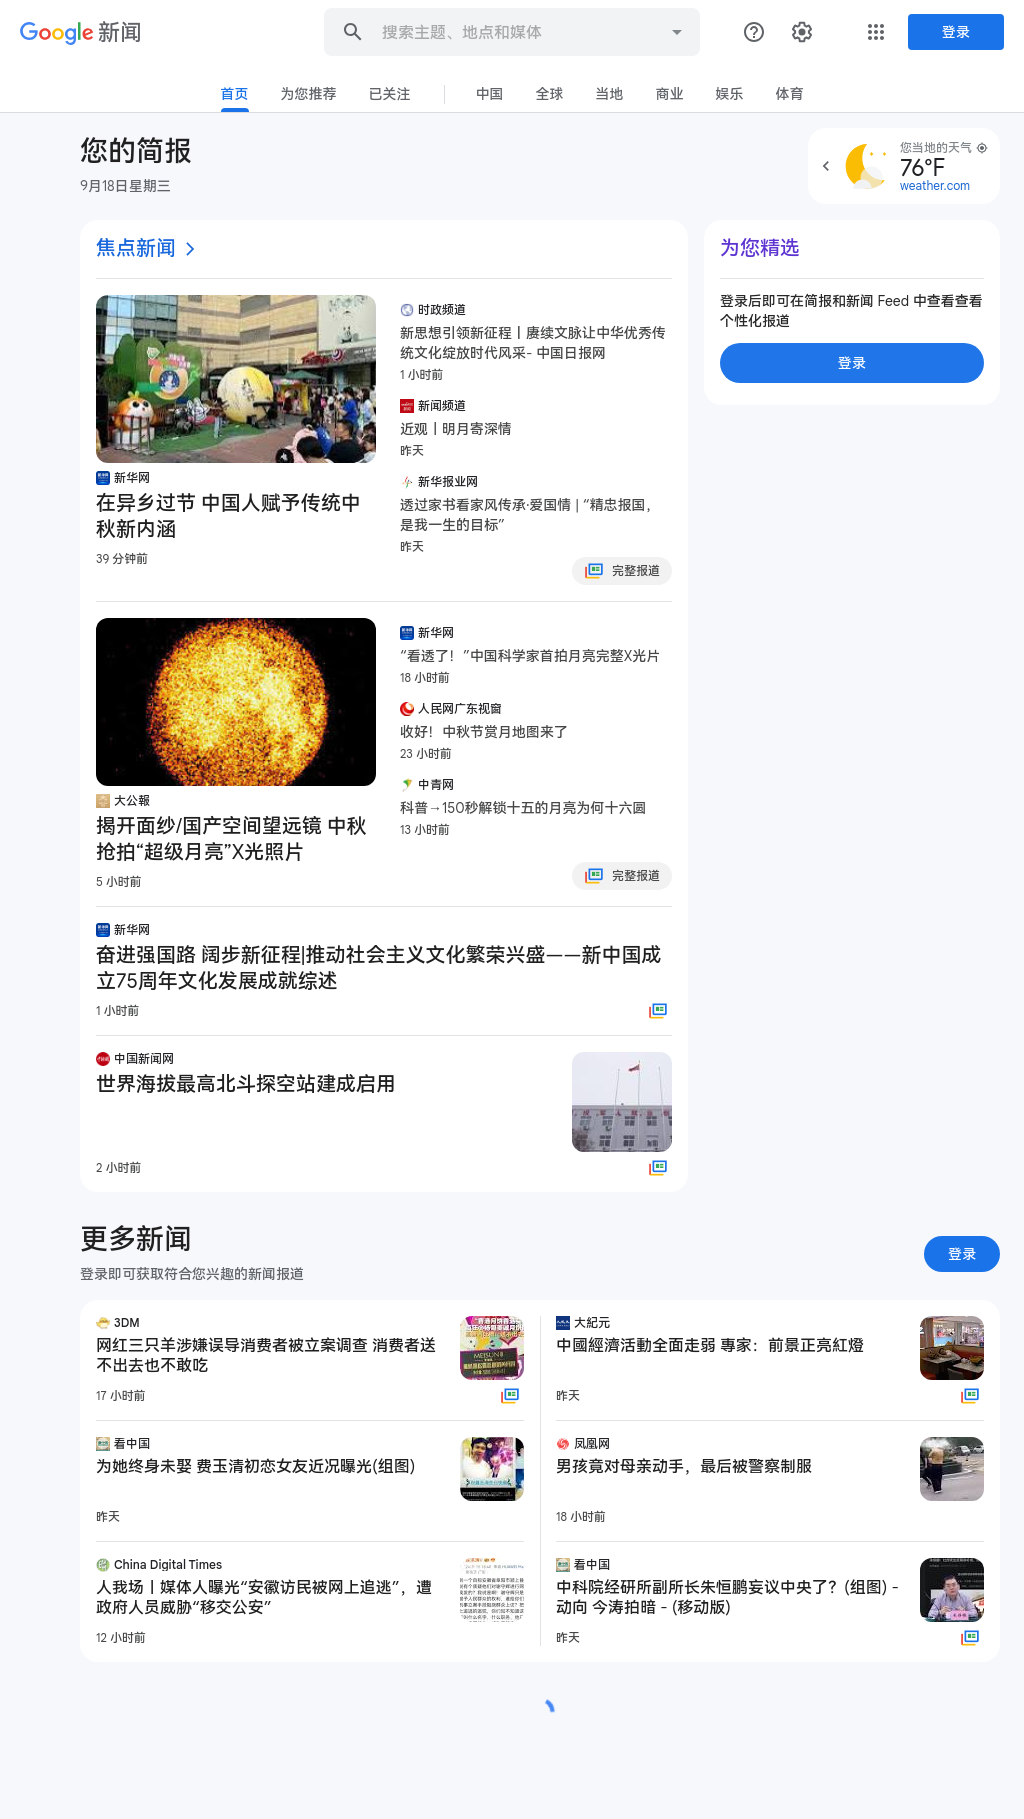 Google 新闻
搜索主题、地点和媒体
登录
首页
为您推荐
已关注
中国
全球
当地
商业
娱乐
体育
您的简报
9月18日星期三
您当地的天气
76°F
weather.com
焦点新闻
新华网
在异乡过节 中国人赋予传统中
秋新内涵
39 分钟前
时政频道
新思想引领新征程丨赓续文脉让中华优秀传
统文化绽放时代风采- 中国日报网
1 小时前
新闻频道
近观丨明月寄深情
昨天
新华报业网
透过家书看家风传承·爱国情 | “精忠报国，
是我一生的目标”
昨天
完整报道
大公報
揭开面纱/国产空间望远镜 中秋
抢拍“超级月亮”X光照片
5 小时前
新华网
“看透了！”中国科学家首拍月亮完整X光片
18 小时前
人民网广东视窗
收好！中秋节赏月地图来了
23 小时前
中青网
科普→150秒解锁十五的月亮为何十六圆
13 小时前
完整报道
新华网
奋进强国路 阔步新征程|推动社会主义文化繁荣兴盛——新中国成
立75周年文化发展成就综述
1 小时前
中国新闻网
世界海拔最高北斗探空站建成启用
2 小时前
为您精选
登录后即可在简报和新闻 Feed 中查看查看
个性化报道
登录
更多新闻
登录即可获取符合您兴趣的新闻报道
登录
3DM
网红三只羊涉嫌误导消费者被立案调查 消费者送
不出去也不敢吃
17 小时前
看中国
为她终身未娶 费玉清初恋女友近况曝光(组图)
昨天
China Digital Times
人我场丨媒体人曝光“安徽访民被网上追逃”，遭
政府人员威胁“移交公安”
12 小时前
大紀元
中國經濟活動全面走弱 專家：前景正亮紅燈
昨天
凤凰网
男孩竟对母亲动手，最后被警察制服
18 小时前
看中国
中科院经研所副所长朱恒鹏妄议中央了？(组图) -
动向 今涛拍暗 - (移动版)
昨天